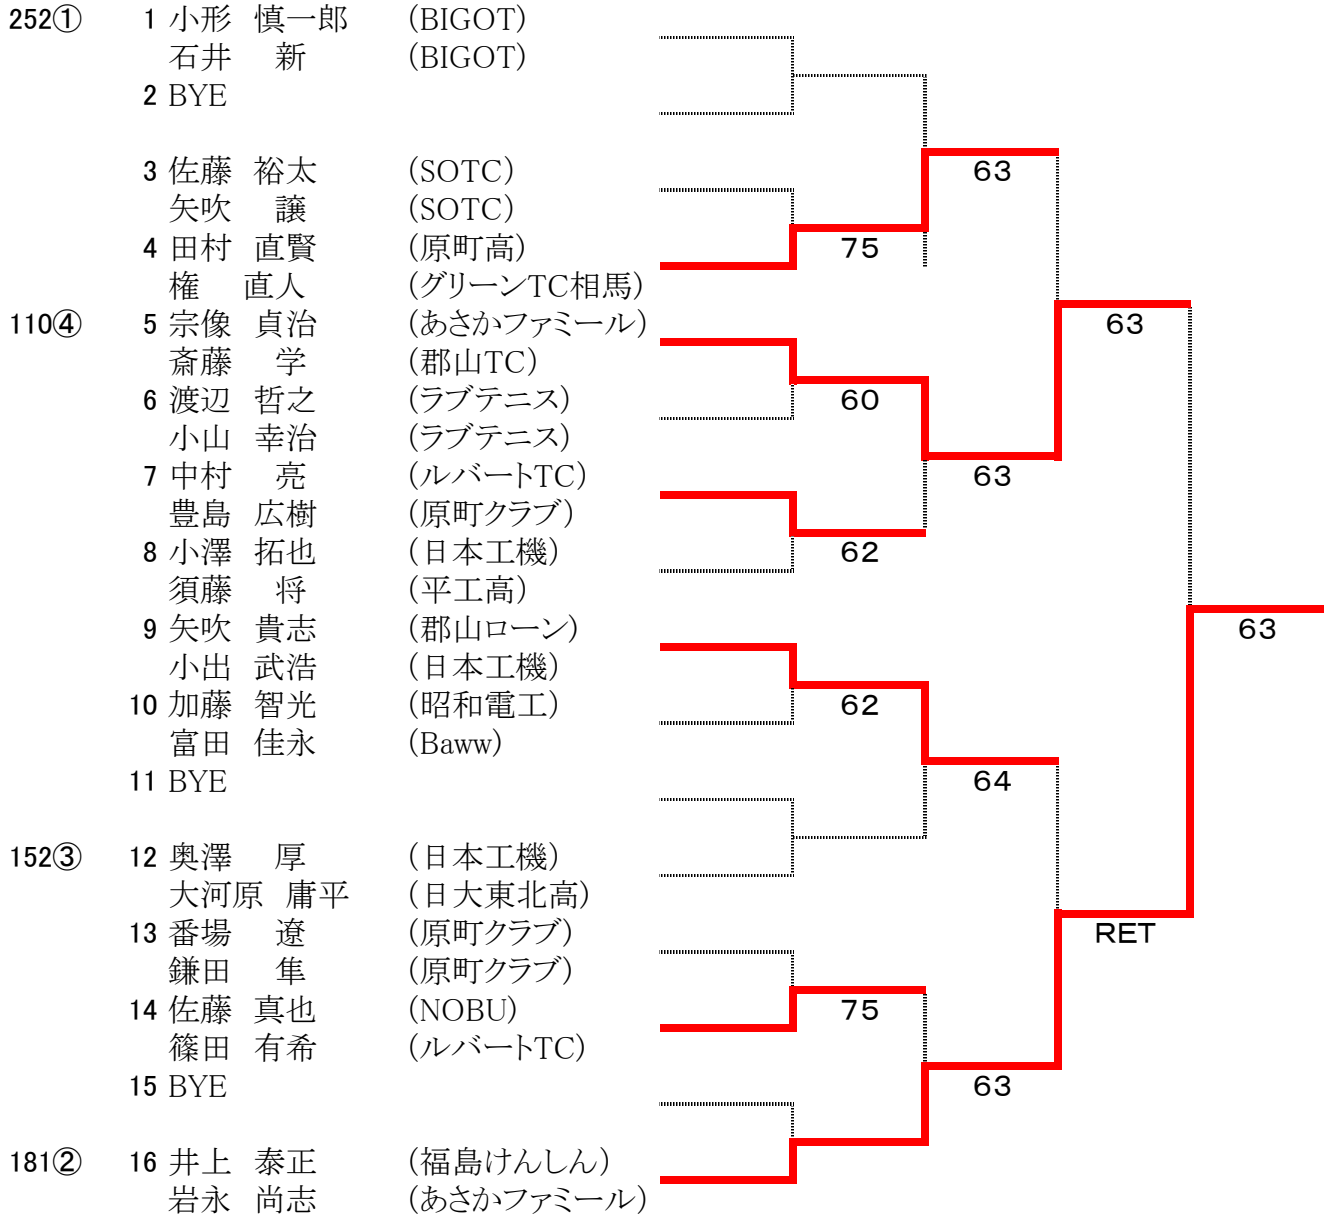 252① 1 小形 慎一郎 (BIGOT)
石井 新 (BIGOT)
2 BYE
3 佐藤 裕太 (SOTC) 63
矢吹 譲 (SOTC)
4 田村 直賢 (原町高) 75
権 直人 (グリーンTC相馬)
110④ 5 宗像 貞治 (あさかファミール) 63
斎藤 学 (郡山TC)
6 渡辺 哲之 (ラブテニス) 60
小山 幸治 (ラブテニス)
7 中村 亮 (ルバートTC) 63
豊島 広樹 (原町クラブ)
8 小澤 拓也 (日本工機) 62
須藤 将 (平工高)
9 矢吹 貴志 (郡山ローン) 63
小出 武浩 (日本工機)
10 加藤 智光 (昭和電工) 62
富田 佳永 (Baww)
11 BYE 64
152③ 12 奥澤 厚 (日本工機)
大河原 庸平 (日大東北高)
13 番場 遼 (原町クラブ) RET
鎌田 隼 (原町クラブ)
14 佐藤 真也 (NOBU) 75
篠田 有希 (ルバートTC)
15 BYE 63
181② 16 井上 泰正 (福島けんしん)
岩永 尚志 (あさかファミール)